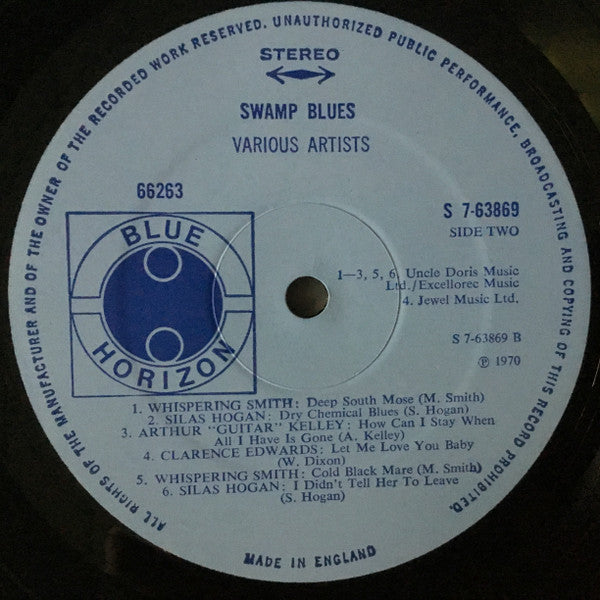 ALL RIGHTS OF THE MANUFACTURER AND OF THE OWNER OF THE RECORDED WORK RESERVED. UNAUTHORIZED PUBLIC PERFORMANCE, BROADCASTING AND COPYING OF THIS RECORD PROHIBITED.
STEREO
SWAMP BLUES
VARIOUS ARTISTS
66263
S 7-63869
SIDE TWO
BLUE
HORIZON
1—3, 5, 6. Uncle Doris Music
Ltd./Excellorec Music
4. Jewel Music Ltd.
S 7-63869 B
℗ 1970
1. WHISPERING SMITH: Deep South Mose (M. Smith)
2. SILAS HOGAN: Dry Chemical Blues (S. Hogan)
3. ARTHUR "GUITAR" KELLEY: How Can I Stay When
All I Have Is Gone (A. Kelley)
4. CLARENCE EDWARDS: Let Me Love You Baby
(W. Dixon)
5. WHISPERING SMITH: Cold Black Mare (M. Smith)
6. SILAS HOGAN: I Didn't Tell Her To Leave
(S. Hogan)
MADE IN ENGLAND